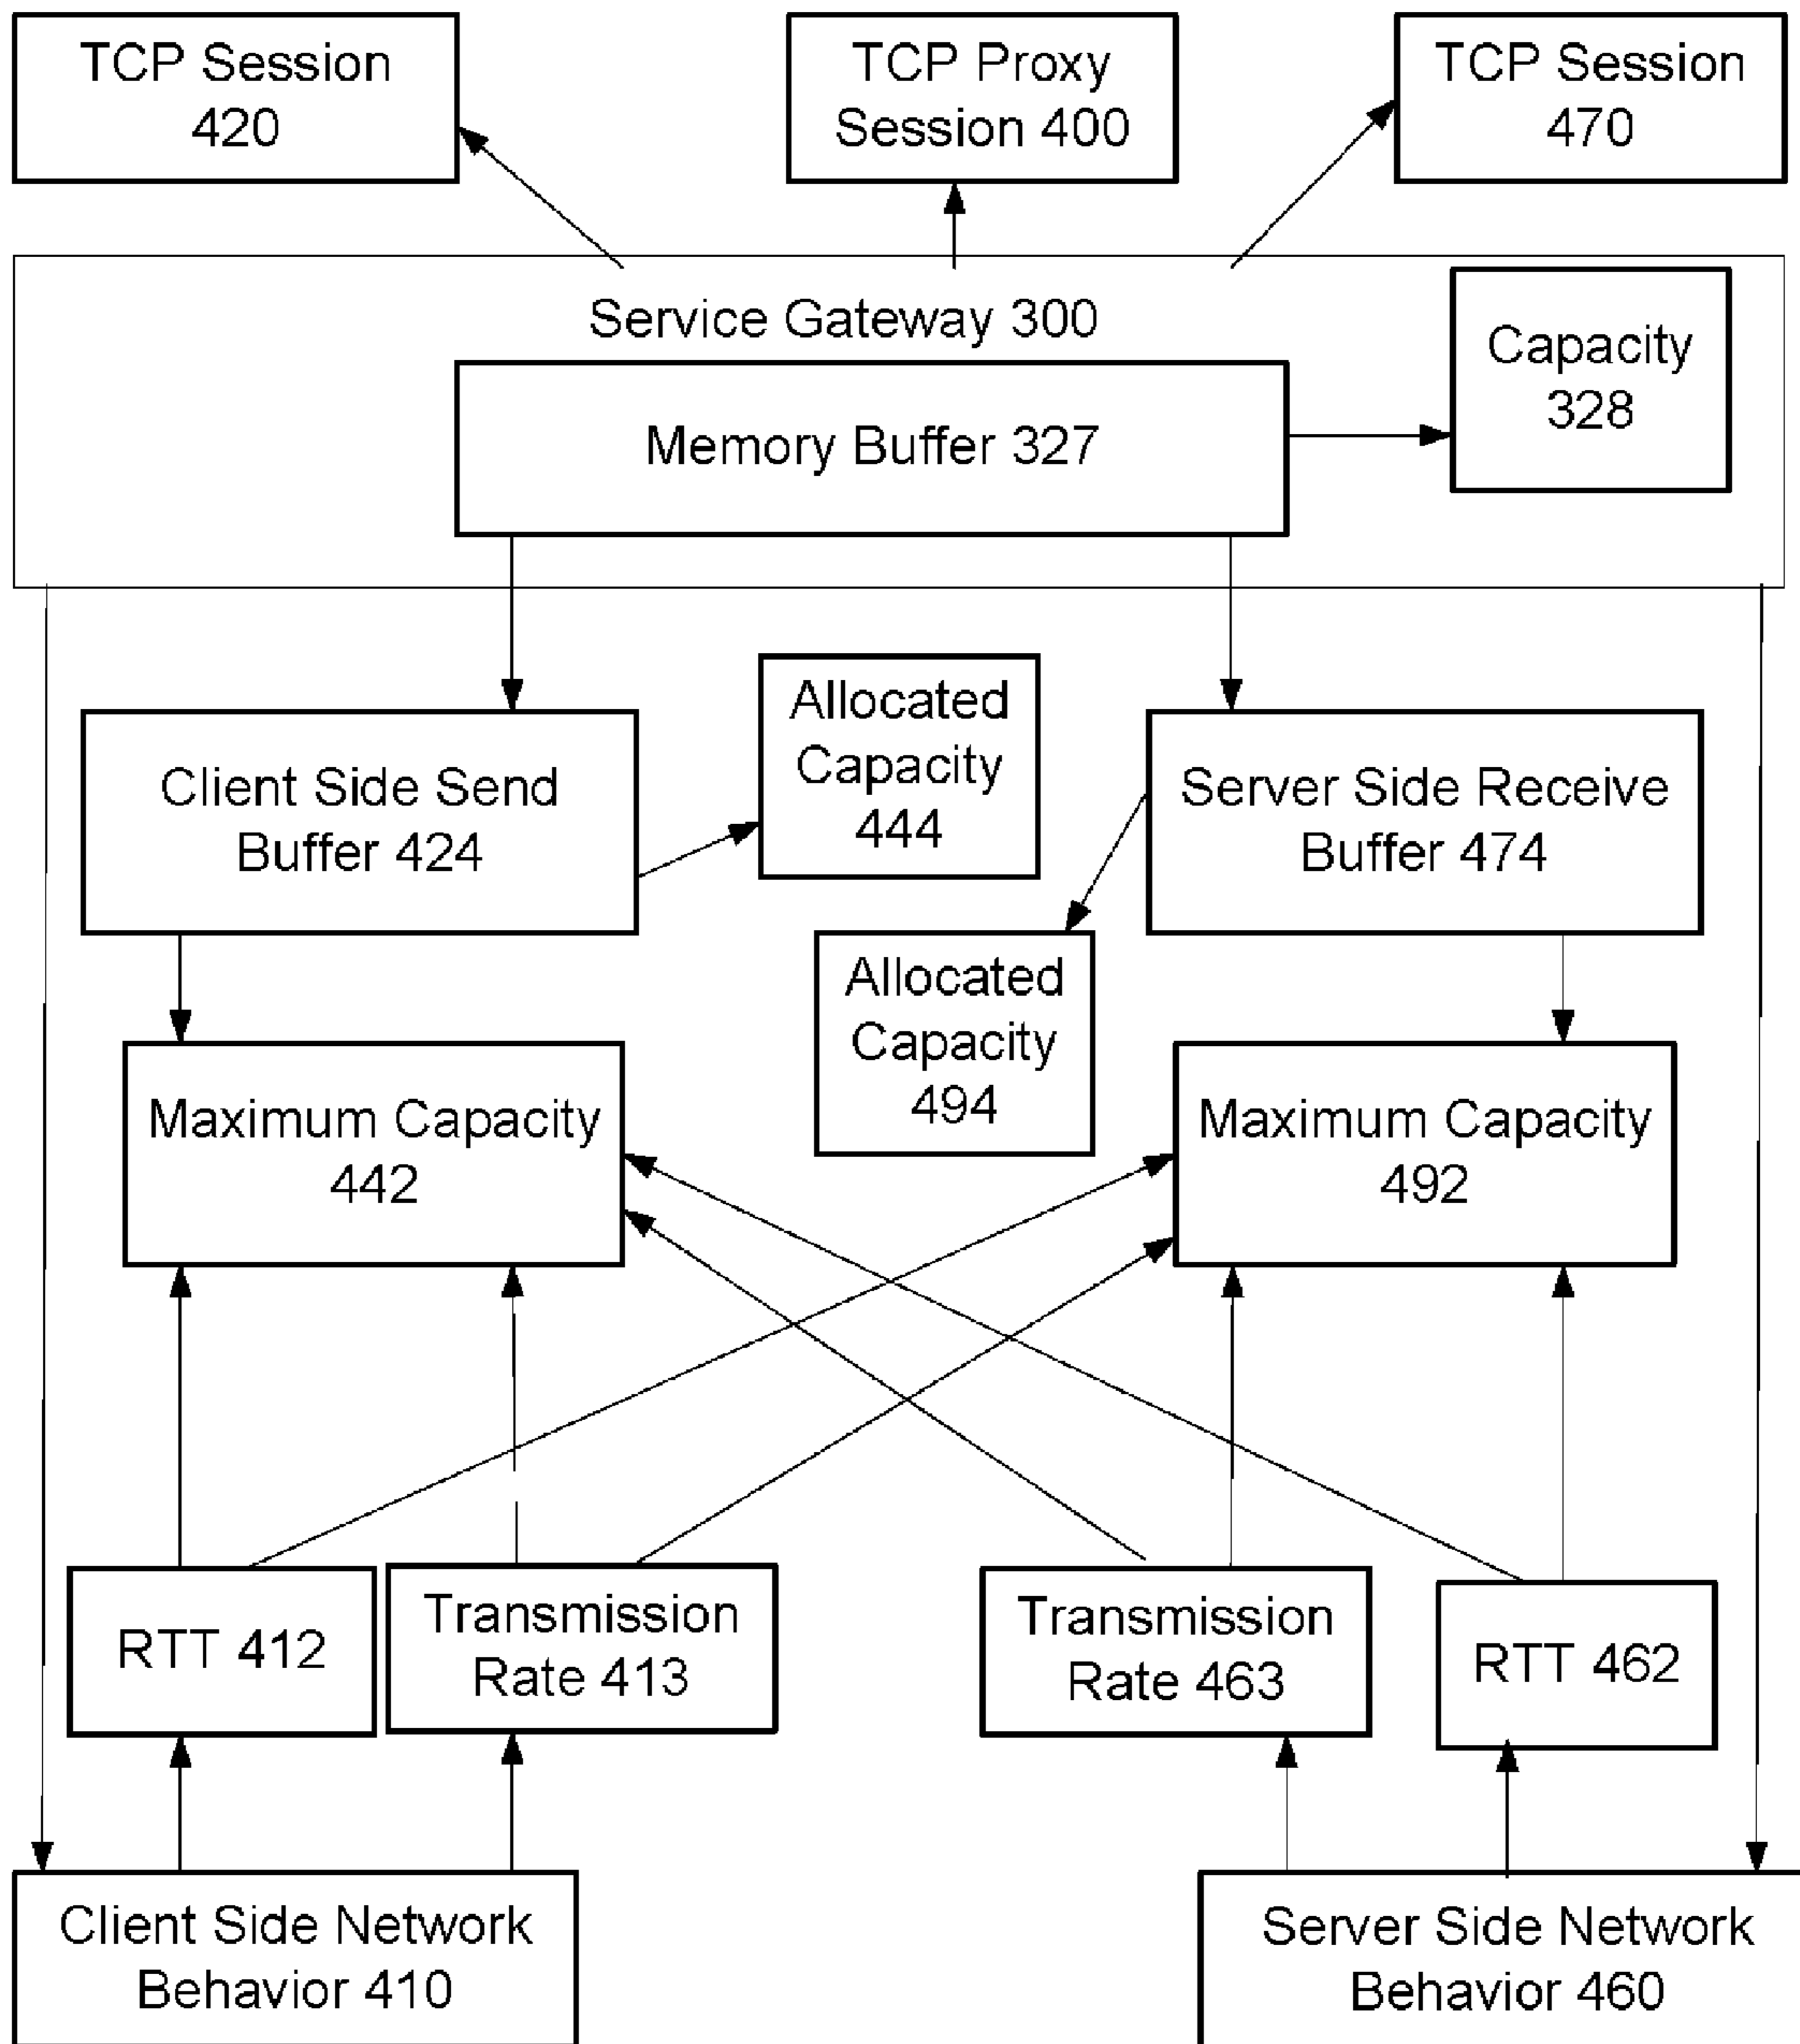 TCP Session
420
TCP Proxy
Session 400
TCP Session
470
Service Gateway 300
Capacity
328
Memory Buffer 327
Allocated
Capacity
444
Client Side Send
Buffer 424
Server Side Receive
Buffer 474
Allocated
Capacity
494
Maximum Capacity
442
Maximum Capacity
492
RTT 412
Transmission
Rate 413
Transmission
Rate 463
RTT 462
Client Side Network
Behavior 410
Server Side Network
Behavior 460